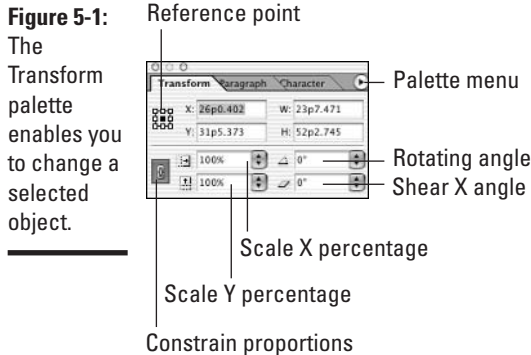 Figure 5-1:
The
Transform
palette
enables you
to change a
selected
object.
Reference point
Transform Paragraph Character
Palette menu
X: 26p0.402 W: 23p7.471
Y: 31p5.373 H: 52p2.745
100% 0°
Rotating angle
100% 0°
Shear X angle
Scale X percentage
Scale Y percentage
Constrain proportions